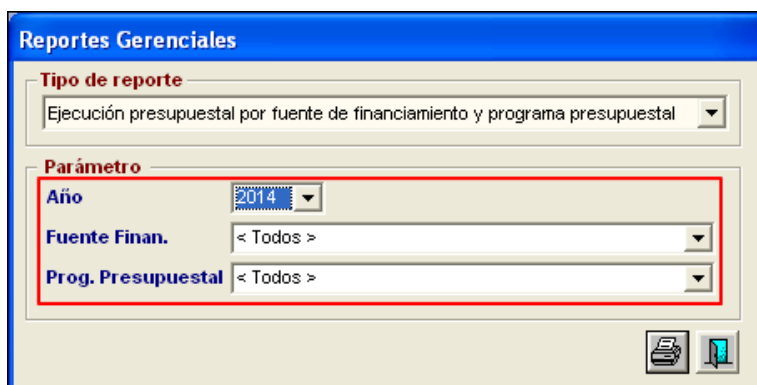 Reportes Gerenciales
Tipo de reporte
Ejecución presupuestal por fuente de financiamiento y programa presupuestal
Parámetro
Año 2014
Fuente Finan. < Todos >
Prog. Presupuestal < Todos >